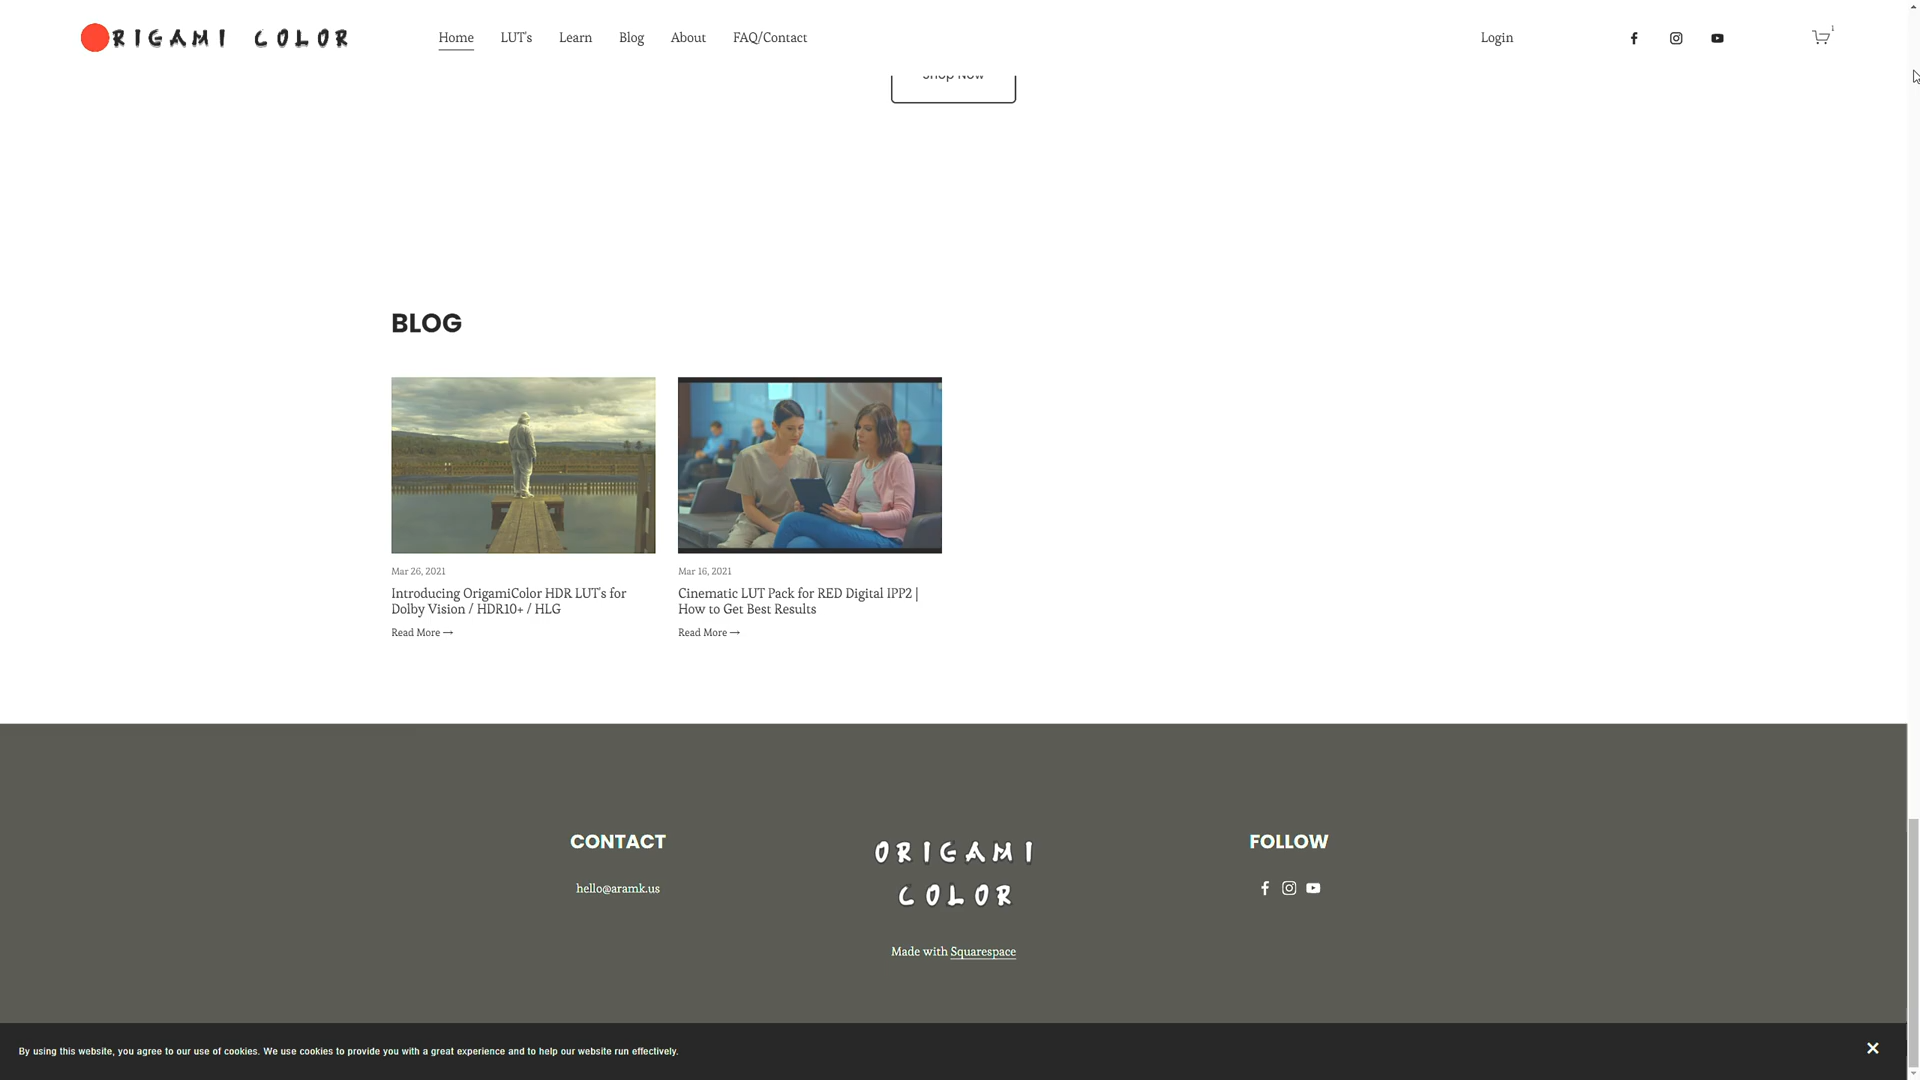 RIGAMI COLOR
Home LUT's Learn Blog About FAQ/Contact Login 1
Shop Now
BLOG
Mar 26, 2021
Introducing OrigamiColor HDR LUT's for
Dolby Vision / HDR10+ / HLG
Read More →
Mar 16, 2021
Cinematic LUT Pack for RED Digital IPP2 |
How to Get Best Results
Read More →
CONTACT
hello@aramk.us
ORIGAMI
COLOR
Made with Squarespace
FOLLOW
By using this website, you agree to our use of cookies. We use cookies to provide you with a great experience and to help our website run effectively.